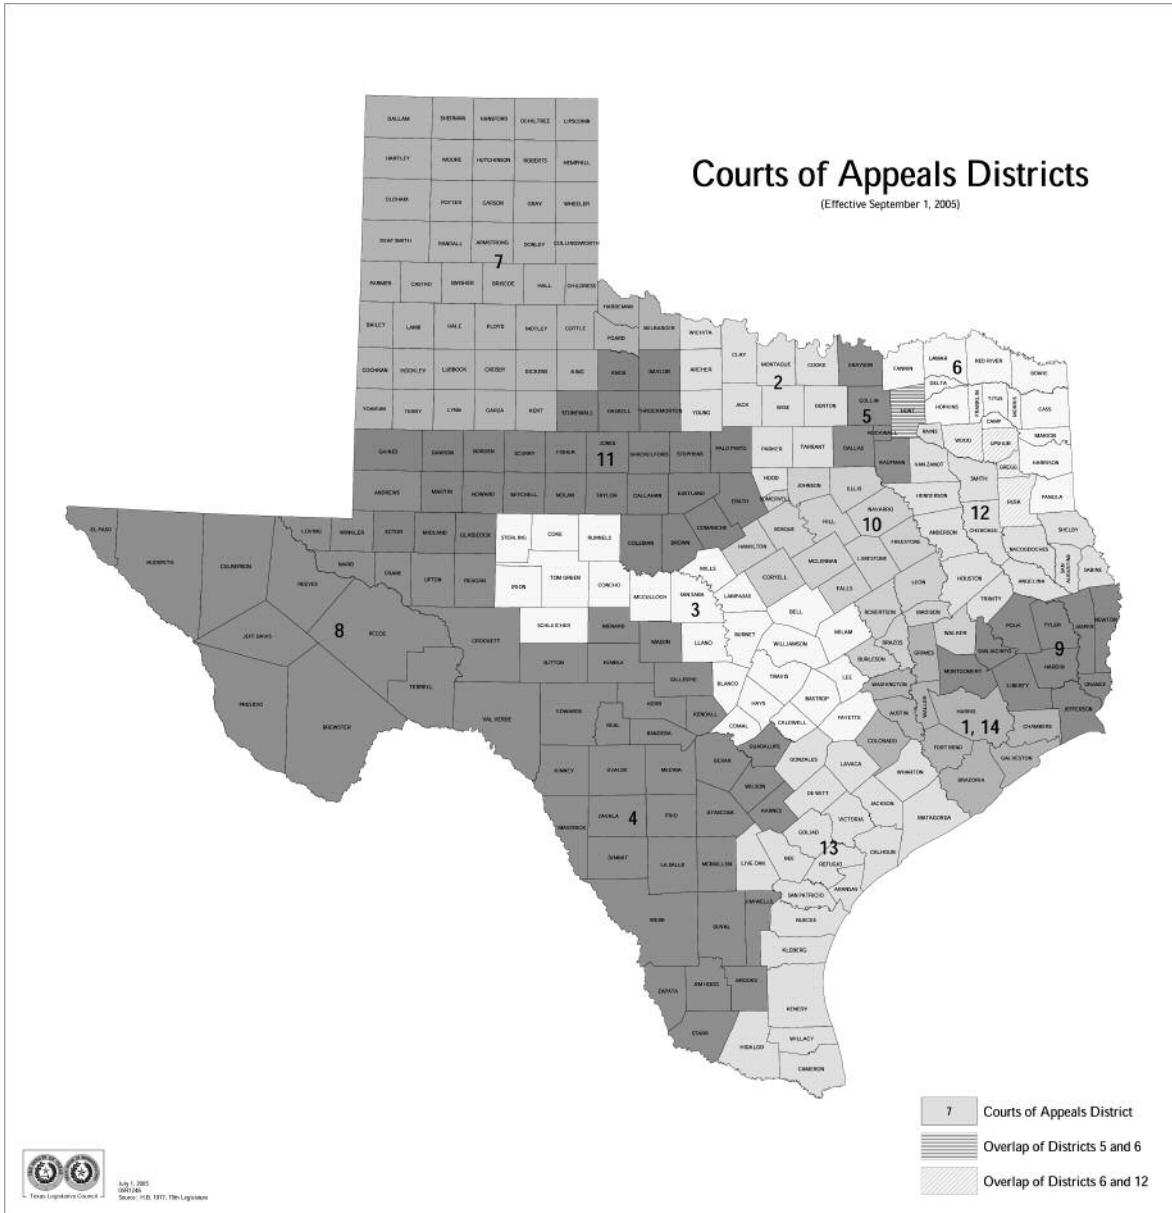 Courts of Appeals Districts
(Effective September 1, 2005)
DALLAM SHERMAN HANSFORD OCHILTREE LIPSCOMB
HARTLEY MOORE HUTCHINSON ROBERTS HEMPHILL
OLDHAM POTTER CARSON GRAY WHEELER
DEAF SMITH RANDALL ARMSTRONG DONLEY COLLINGSWORTH
7
PARMER CASTRO SWISHER BRISCOE HALL CHILDRESS
HARDEMAN
BAILEY LAMB HALE FLOYD MOTLEY COTTLE FOARD WILBARGER WICHITA
CLAY MONTAGUE COOKE GRAYSON FANNIN LAMAR RED RIVER BOWIE
6
2
COCHRAN HOCKLEY LUBBOCK CROSBY DICKENS KING KNOX BAYLOR ARCHER
DELTA HOPKINS FRANKLIN TITUS MORRIS CASS
YOAKUM TERRY LYNN GARZA KENT STONEWALL HASKELL THROCKMORTON YOUNG JACK WISE DENTON COLLIN HUNT
5
CAMP MARION
ROCKWALL RAINS WOOD UPSHUR
GAINES DAWSON BORDEN SCURRY FISHER JONES SHACKELFORD STEPHENS PALO PINTO PARKER TARRANT DALLAS KAUFMAN VAN ZANDT GREGG HARRISON
11
ANDREWS MARTIN HOWARD MITCHELL NOLAN TAYLOR CALLAHAN EASTLAND ERATH HOOD JOHNSON ELLIS HENDERSON SMITH RUSK PANOLA
SOMERVELL NAVARRO
10
12
EL PASO HUDSPETH CULBERSON LOVING WINKLER ECTOR MIDLAND GLASSCOCK STERLING COKE RUNNELS COLEMAN BROWN COMANCHE HAMILTON BOSQUE HILL FREESTONE ANDERSON CHEROKEE SHELBY
NACOGDOCHES SAN AUGUSTINE SABINE
REEVES WARD CRANE UPTON REAGAN IRION TOM GREEN CONCHO MCCULLOCH SAN SABA MILLS LAMPASAS CORYELL MCLENNAN LIMESTONE FALLS LEON HOUSTON ANGELINA
3
TRINITY
JEFF DAVIS PECOS CROCKETT SCHLEICHER MENARD MASON LLANO BURNET BELL MILAM ROBERTSON MADISON WALKER POLK TYLER JASPER NEWTON
8
9
WILLIAMSON BRAZOS GRIMES SAN JACINTO HARDIN
PRESIDIO BREWSTER TERRELL SUTTON KIMBLE GILLESPIE BLANCO TRAVIS LEE BURLESON WASHINGTON MONTGOMERY LIBERTY ORANGE
VAL VERDE EDWARDS REAL KERR KENDALL HAYS BASTROP FAYETTE AUSTIN WALLER HARRIS CHAMBERS JEFFERSON
1, 14
BANDERA COMAL CALDWELL COLORADO FORT BEND GALVESTON
KINNEY UVALDE MEDINA BEXAR GUADALUPE GONZALES LAVACA WHARTON BRAZORIA
WILSON DE WITT JACKSON MATAGORDA
MAVERICK ZAVALA FRIO ATASCOSA KARNES VICTORIA
4
GOLIAD
13
DIMMIT LA SALLE MCMULLEN LIVE OAK BEE REFUGIO CALHOUN
SAN PATRICIO ARANSAS
WEBB DUVAL JIM WELLS NUECES
KLEBERG
ZAPATA JIM HOGG BROOKS KENEDY
STARR HIDALGO WILLACY
CAMERON
7 Courts of Appeals District
Overlap of Districts 5 and 6
Overlap of Districts 6 and 12
Texas Legislative Council
July 1, 2005
Source: H.B. 1077, 79th Legislature